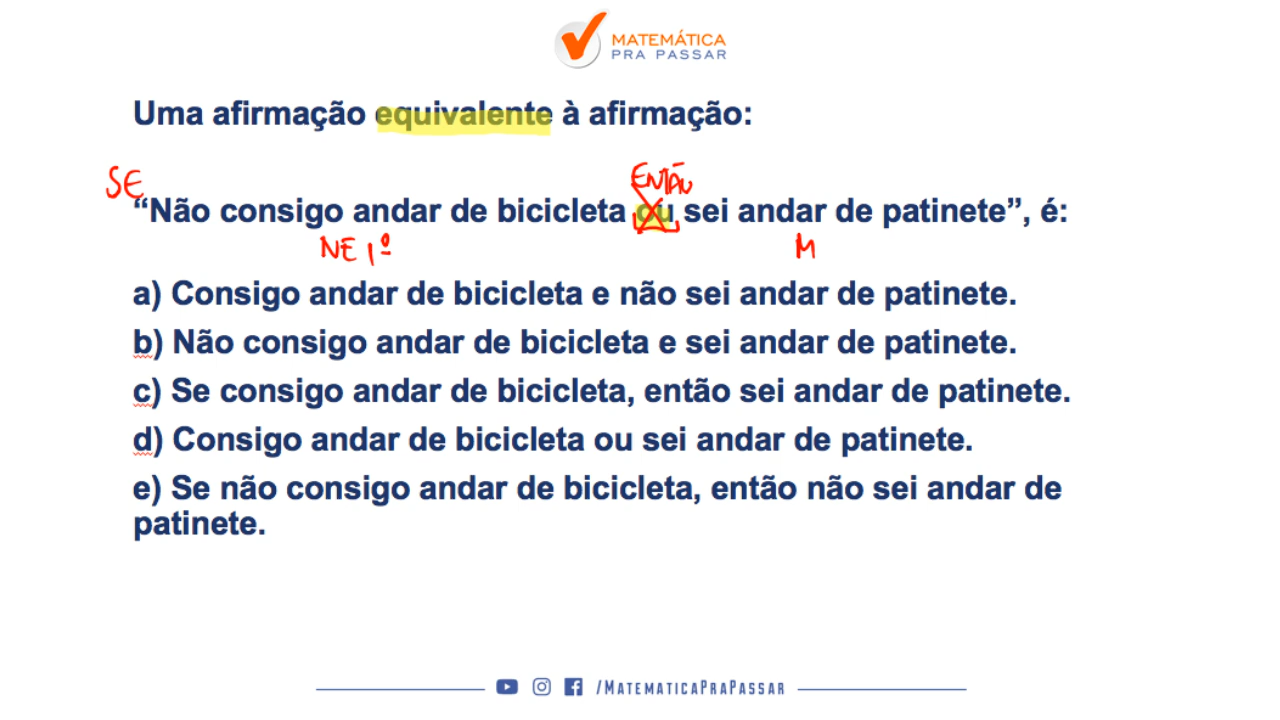 MATEMÁTICA
PRA PASSAR
Uma afirmação equivalente à afirmação:
SE ENTÃO
“Não consigo andar de bicicleta ou sei andar de patinete”, é:
NE 1º M
a) Consigo andar de bicicleta e não sei andar de patinete.
b) Não consigo andar de bicicleta e sei andar de patinete.
c) Se consigo andar de bicicleta, então sei andar de patinete.
d) Consigo andar de bicicleta ou sei andar de patinete.
e) Se não consigo andar de bicicleta, então não sei andar de
patinete.
/MATEMATICAPRAPASSAR